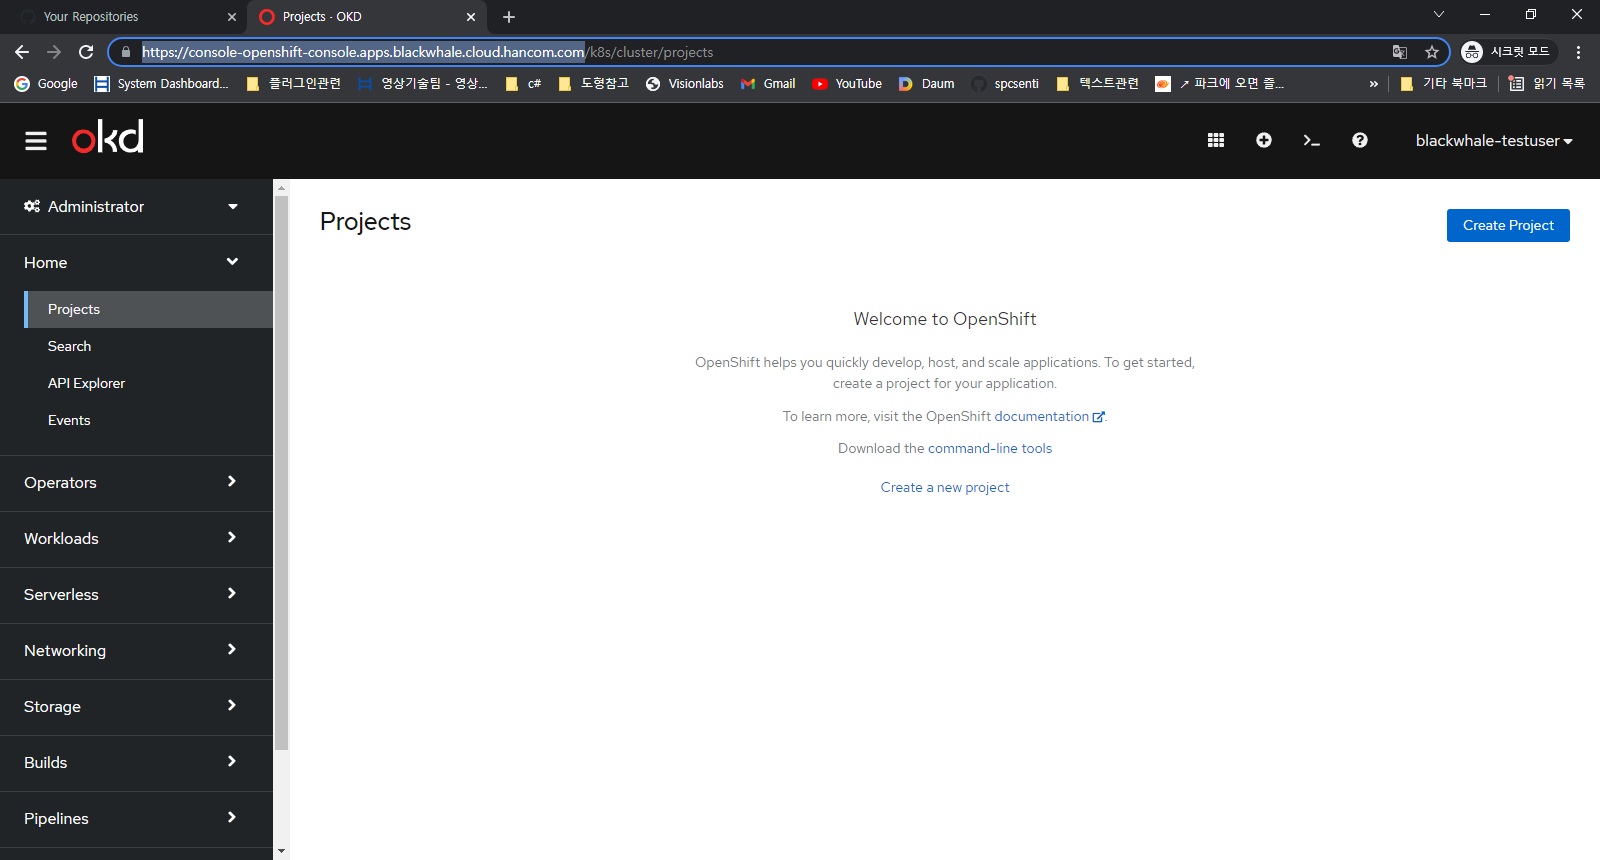 Your Repositories
Projects · OKD
https://console-openshift-console.apps.blackwhale.cloud.hancom.com/k8s/cluster/projects
시크릿 모드
Google
System Dashboard...
플러그인관련
영상기술팀 - 영상...
c#
도형참고
Visionlabs
Gmail
YouTube
Daum
spcsenti
텍스트관련
↗ 파크에 오면 즐...
»
기타 북마크
읽기 목록
okd
blackwhale-testuser
Administrator
Home
Projects
Search
API Explorer
Events
Operators
Workloads
Serverless
Networking
Storage
Builds
Pipelines
Projects
Create Project
Welcome to OpenShift
OpenShift helps you quickly develop, host, and scale applications. To get started,
create a project for your application.
To learn more, visit the OpenShift documentation.
Download the command-line tools
Create a new project